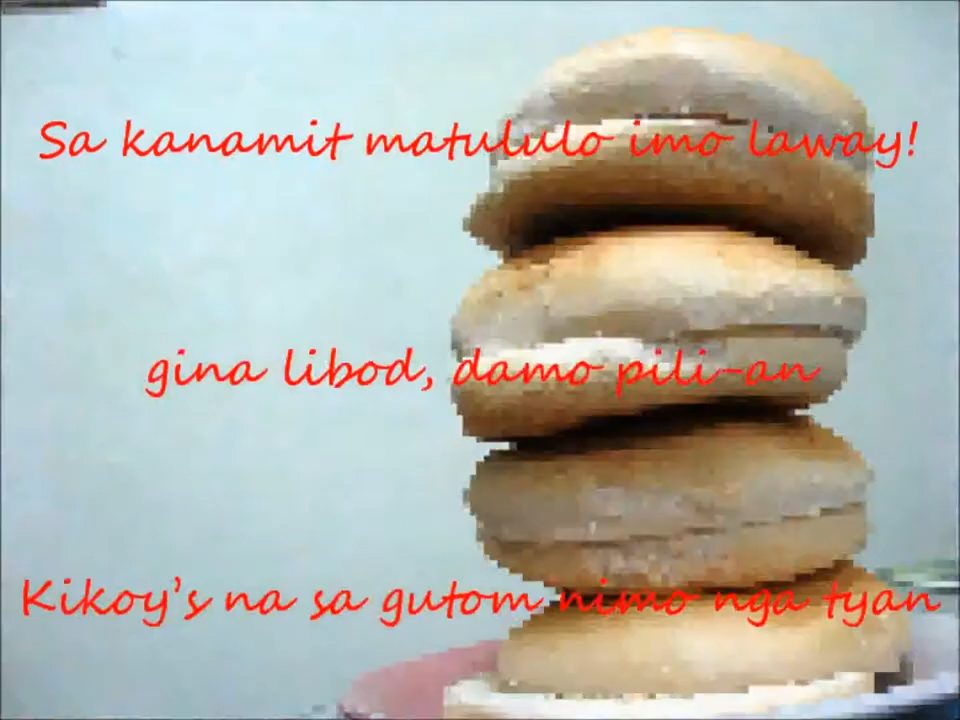 Sa kanamit matululo imo laway!
gina libod, damo pili-an
Kikoy's na sa gutom nimo nga tyan